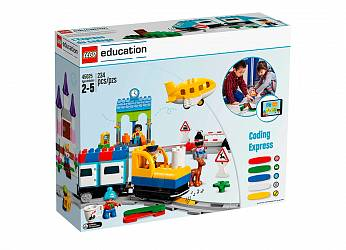 LEGO education
45025
2-5
234
PCS/PZS
Coding
Express